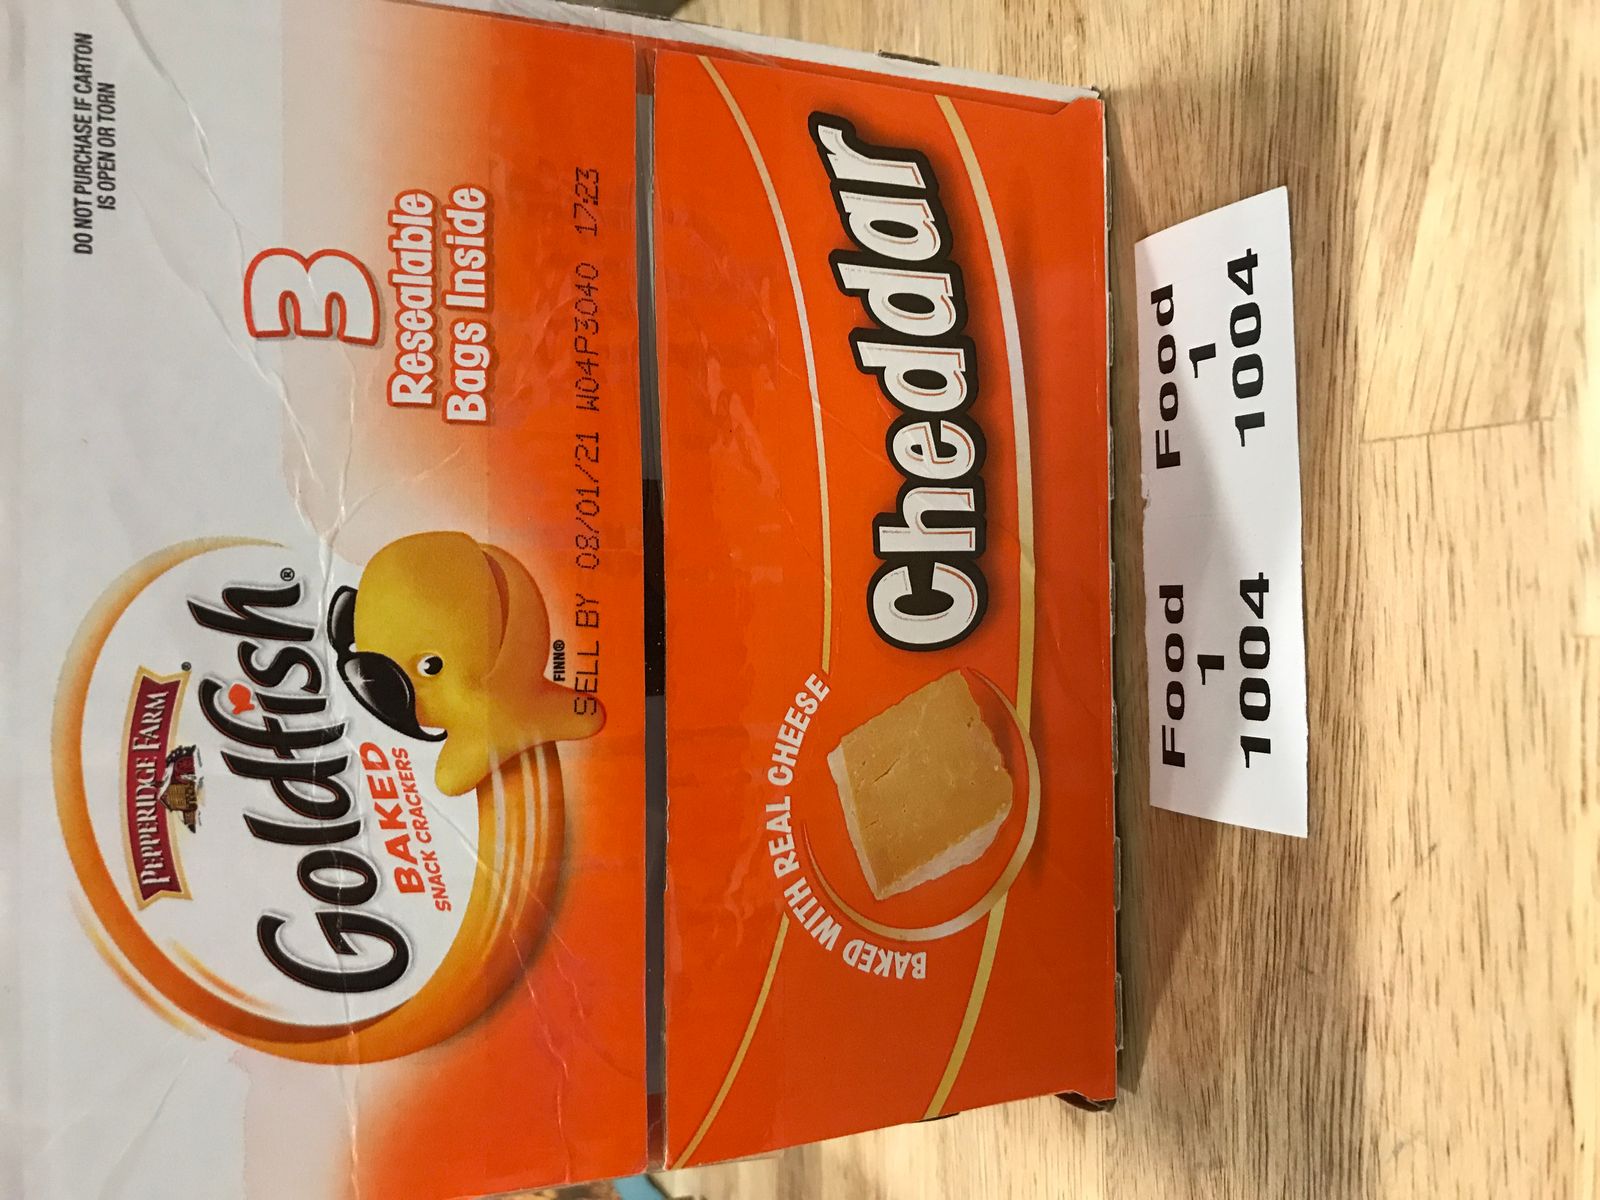 DO NOT PURCHASE IF CARTON
IS OPEN OR TORN
PEPPERIDGE FARM
Goldfish®
BAKED
SNACK CRACKERS
3
Resealable
Bags Inside
FINN®
SELL BY 08/01/21 W04P3040 17:23
BAKED WITH REAL CHEESE
Cheddar
Food Food
1 1
1004 1004